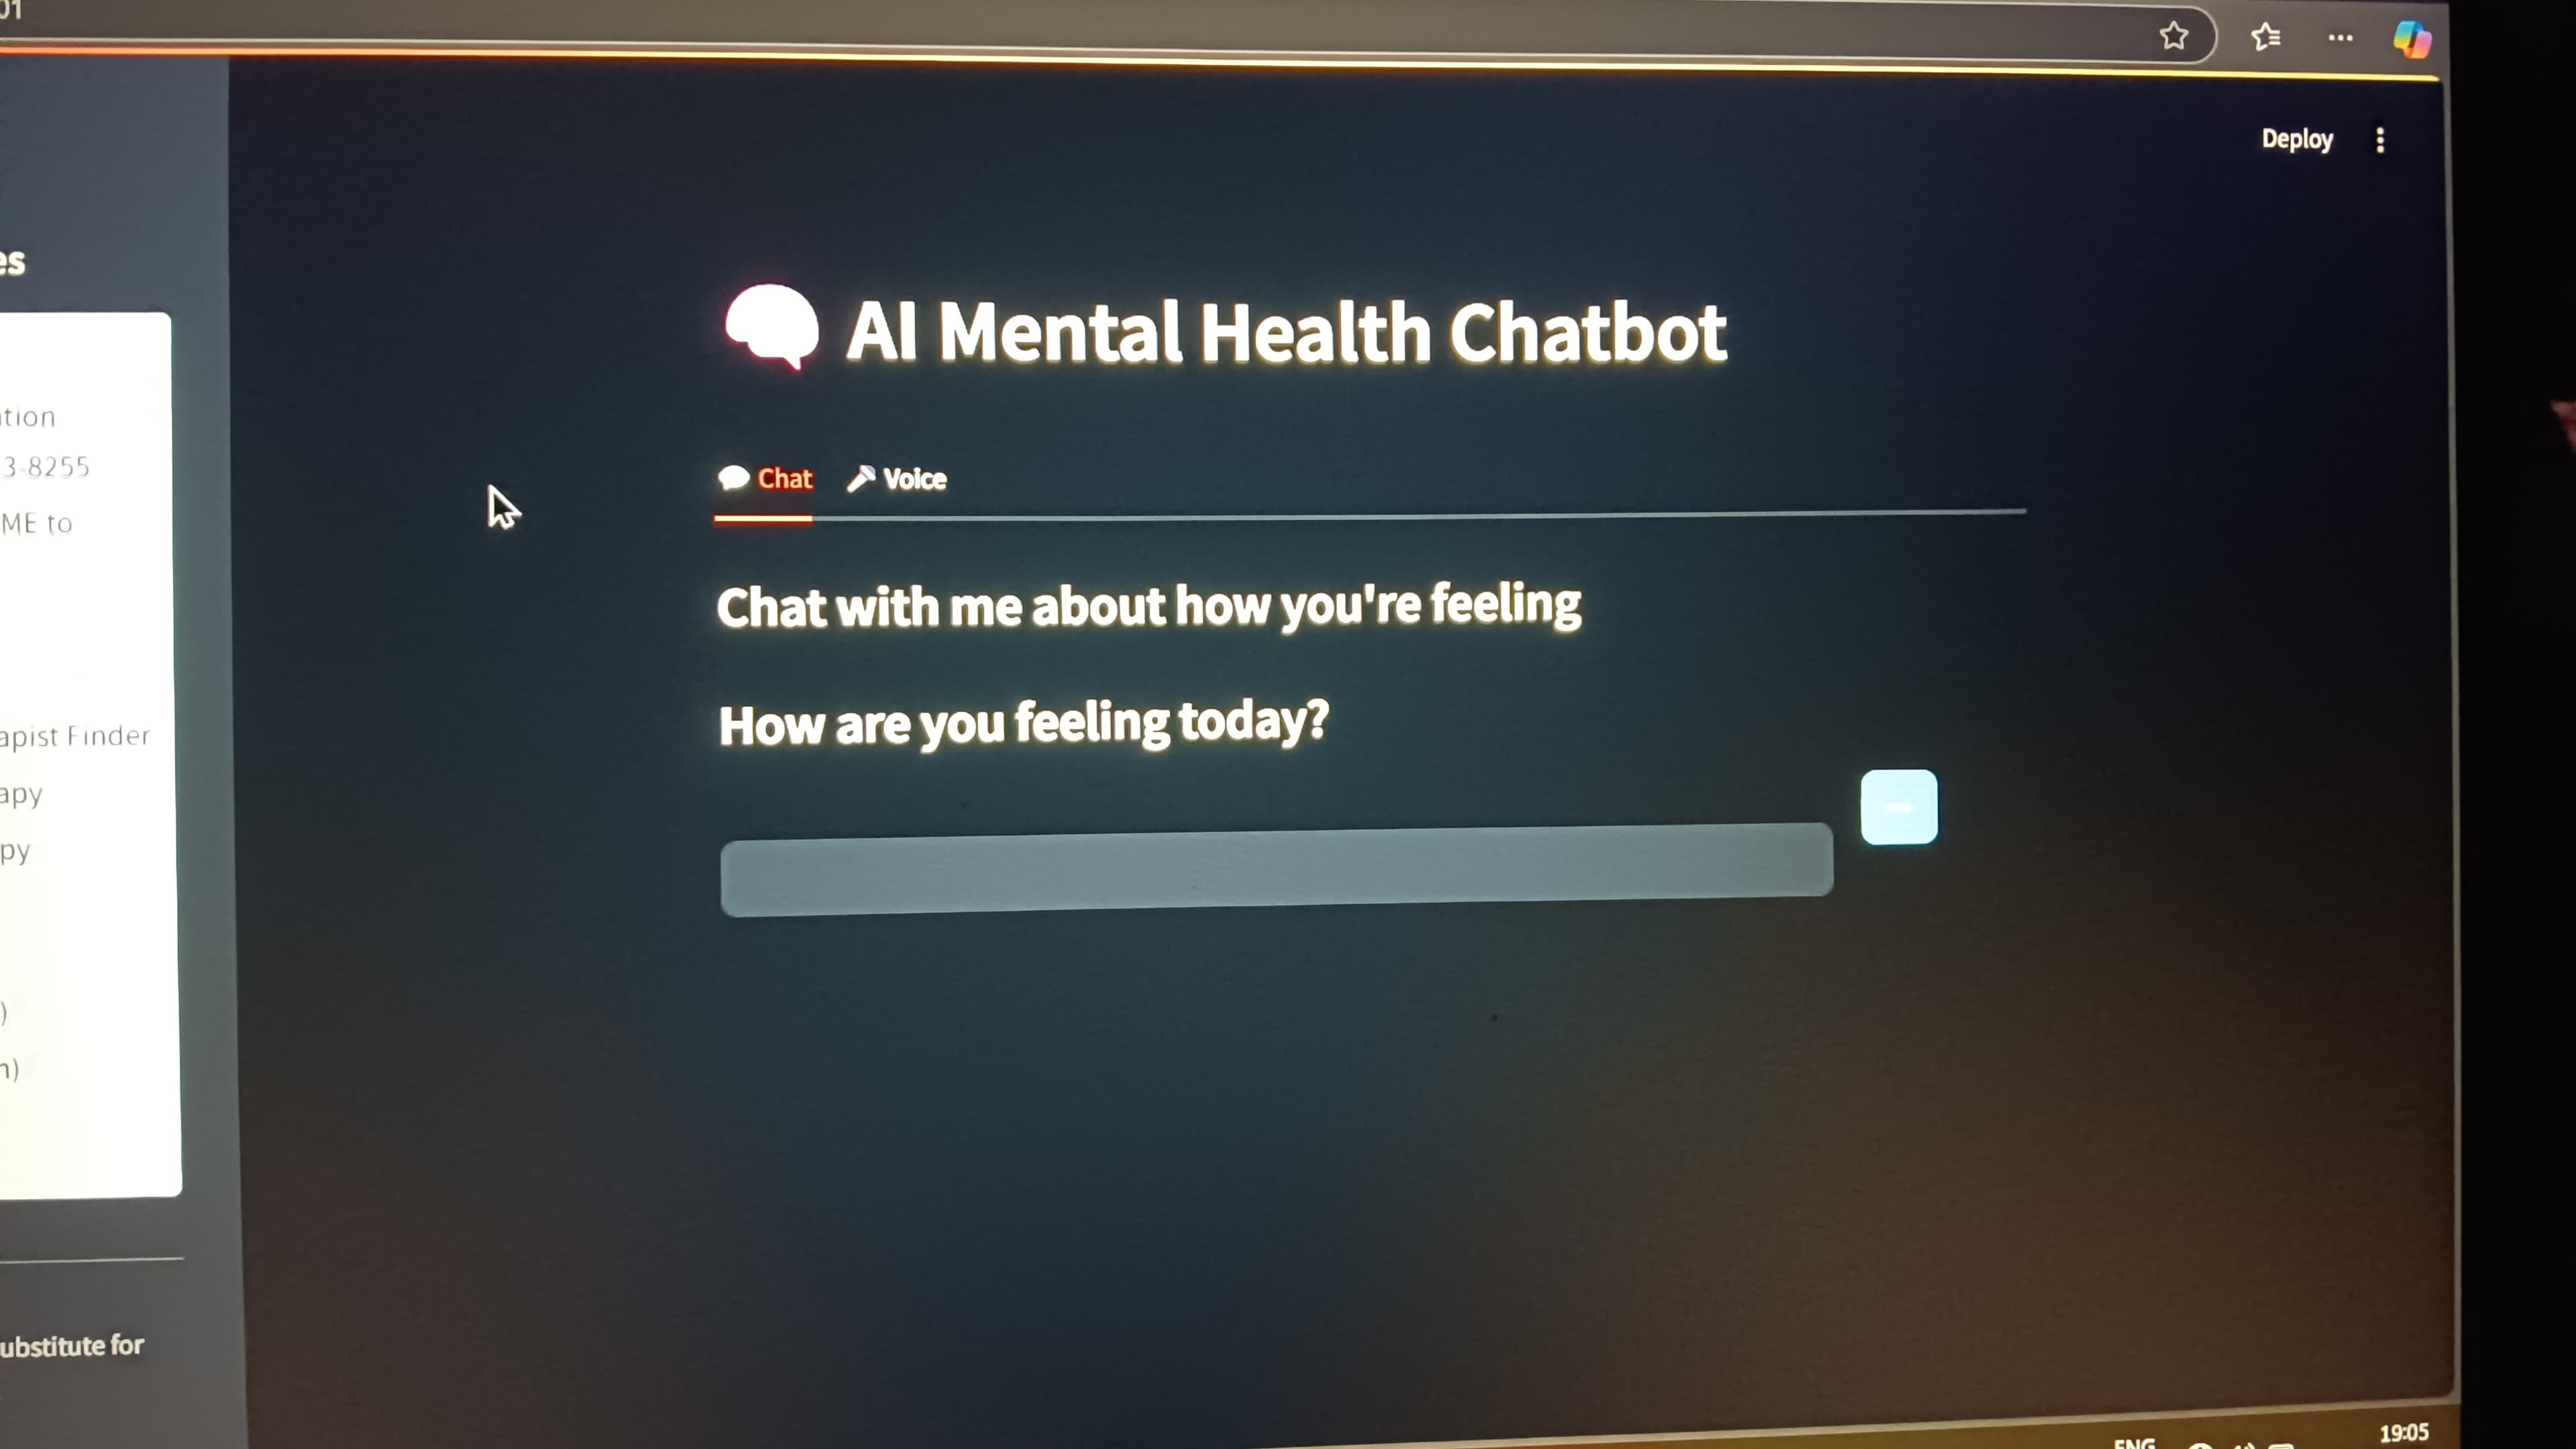 01
Deploy
es
AI Mental Health Chatbot
tion
3-8255
ME to
Chat
Voice
Chat with me about how you're feeling
How are you feeling today?
apist Finder
apy
py
)
n)
ubstitute for
ENG
19:05